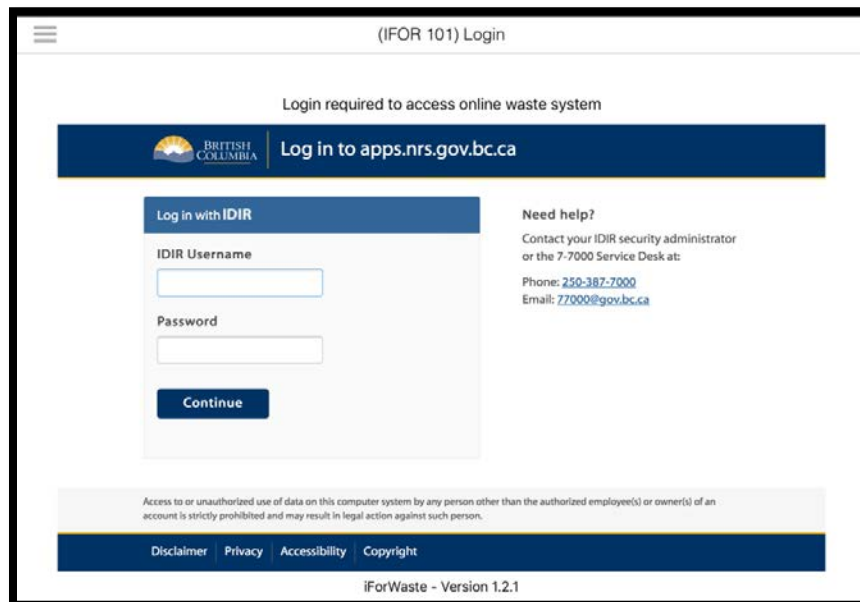 (IFOR 101) Login
Login required to access online waste system
BRITISH
COLUMBIA
Log in to apps.nrs.gov.bc.ca
Log in with IDIR
IDIR Username
Password
Continue
Need help?
Contact your IDIR security administrator
or the 7-7000 Service Desk at:
Phone: 250-387-7000
Email: 77000@gov.bc.ca
Access to or unauthorized use of data on this computer system by any person other than the authorized employee(s) or owner(s) of an
account is strictly prohibited and may result in legal action against such person.
Disclaimer Privacy Accessibility Copyright
iForWaste - Version 1.2.1